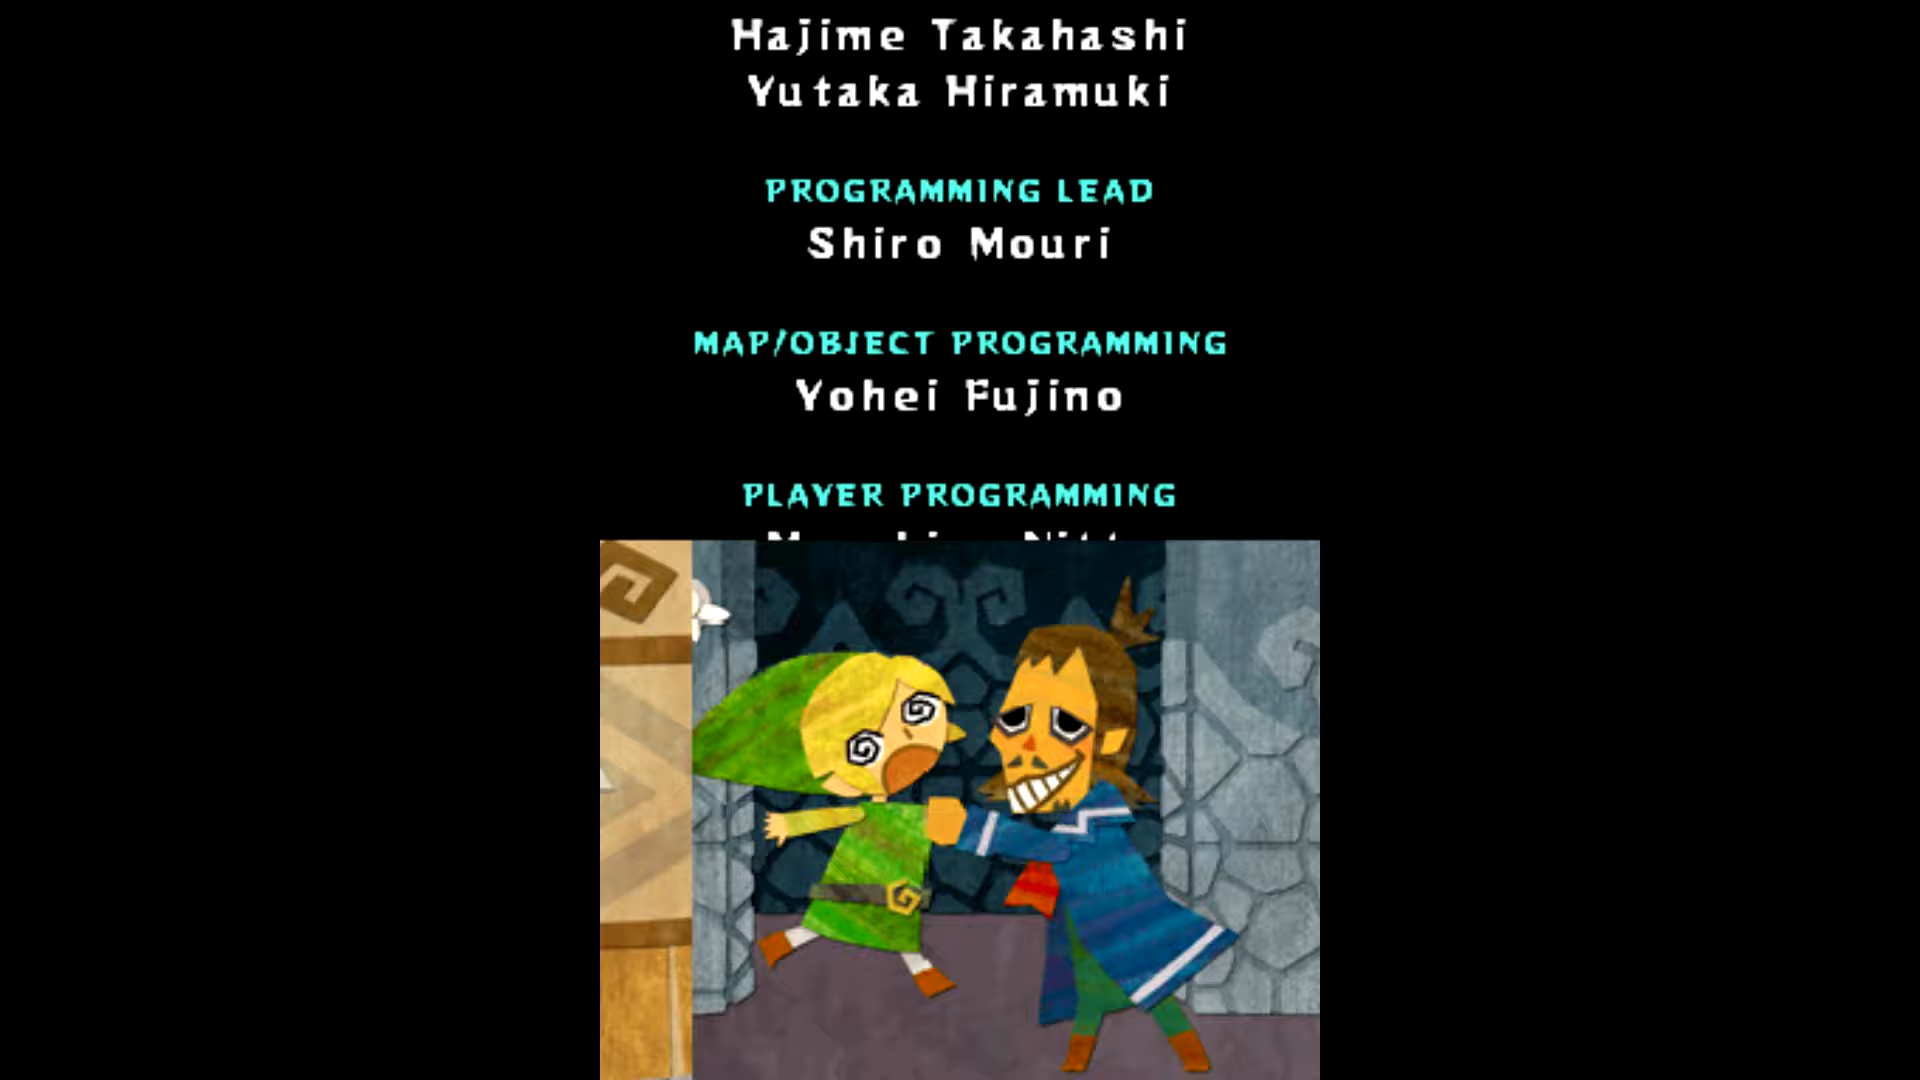 Hajime Takahashi
Yutaka Hiramuki
PROGRAMMING LEAD
Shiro Mouri
MAP/OBJECT PROGRAMMING
Yohei Fujino
PLAYER PROGRAMMING